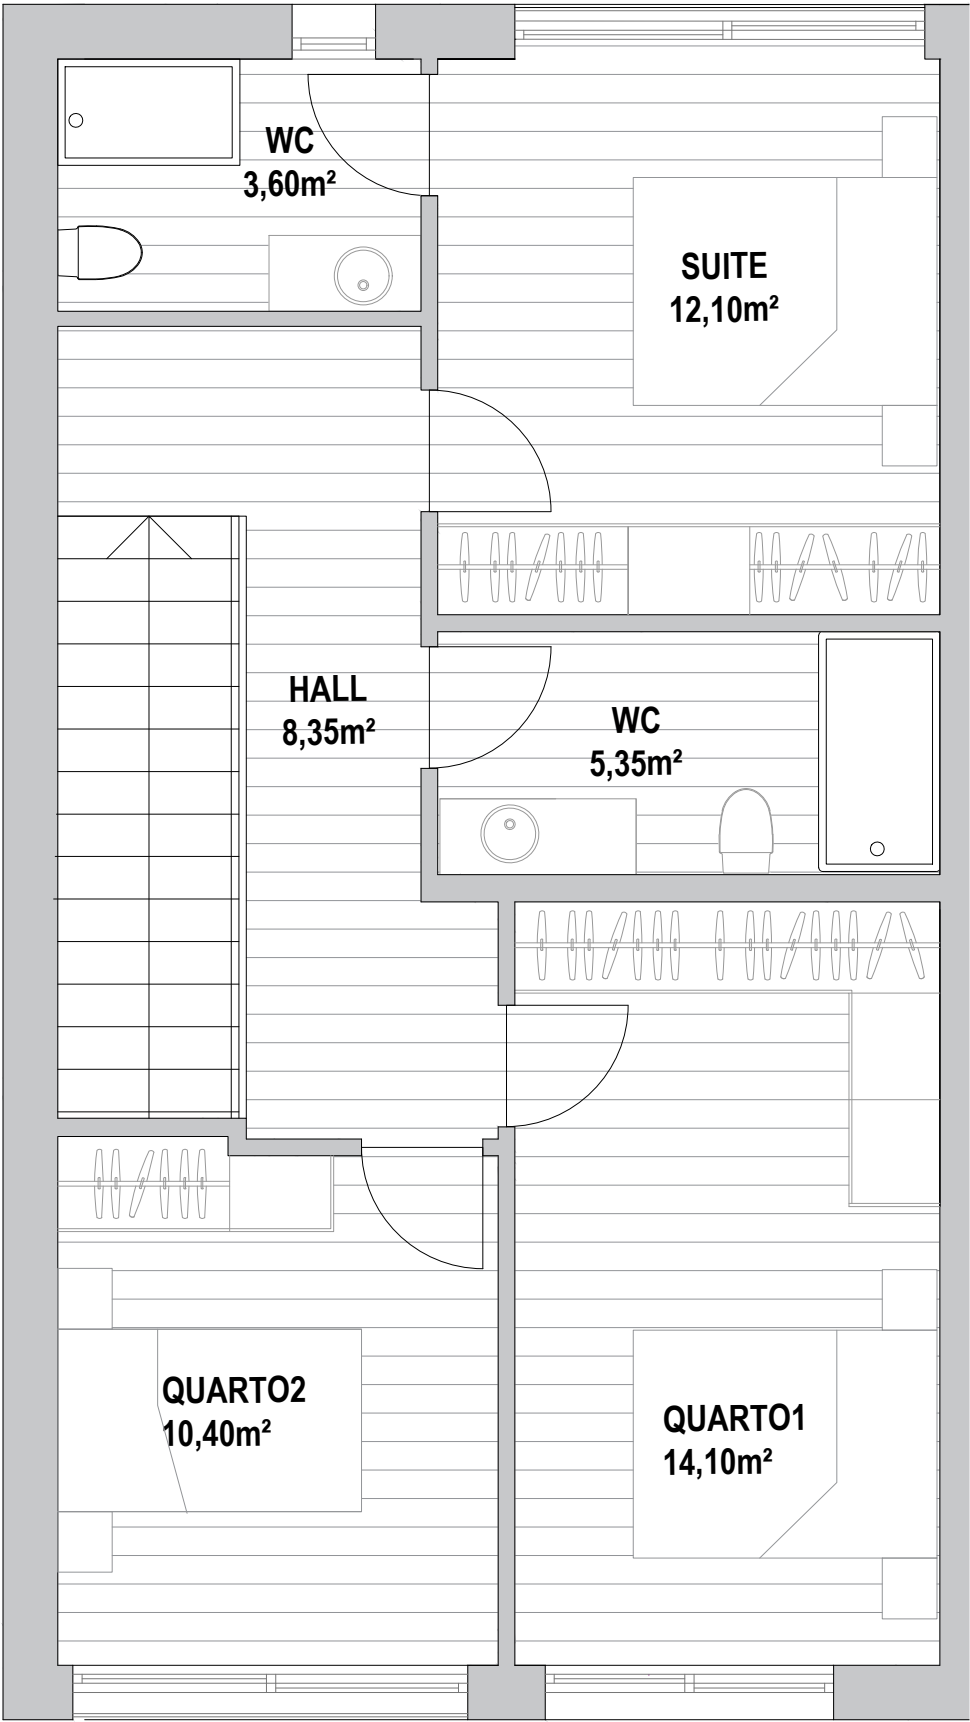 WC
3,60m²
SUITE
12,10m²
HALL
8,35m²
WC
5,35m²
QUARTO2
10,40m²
QUARTO1
14,10m²